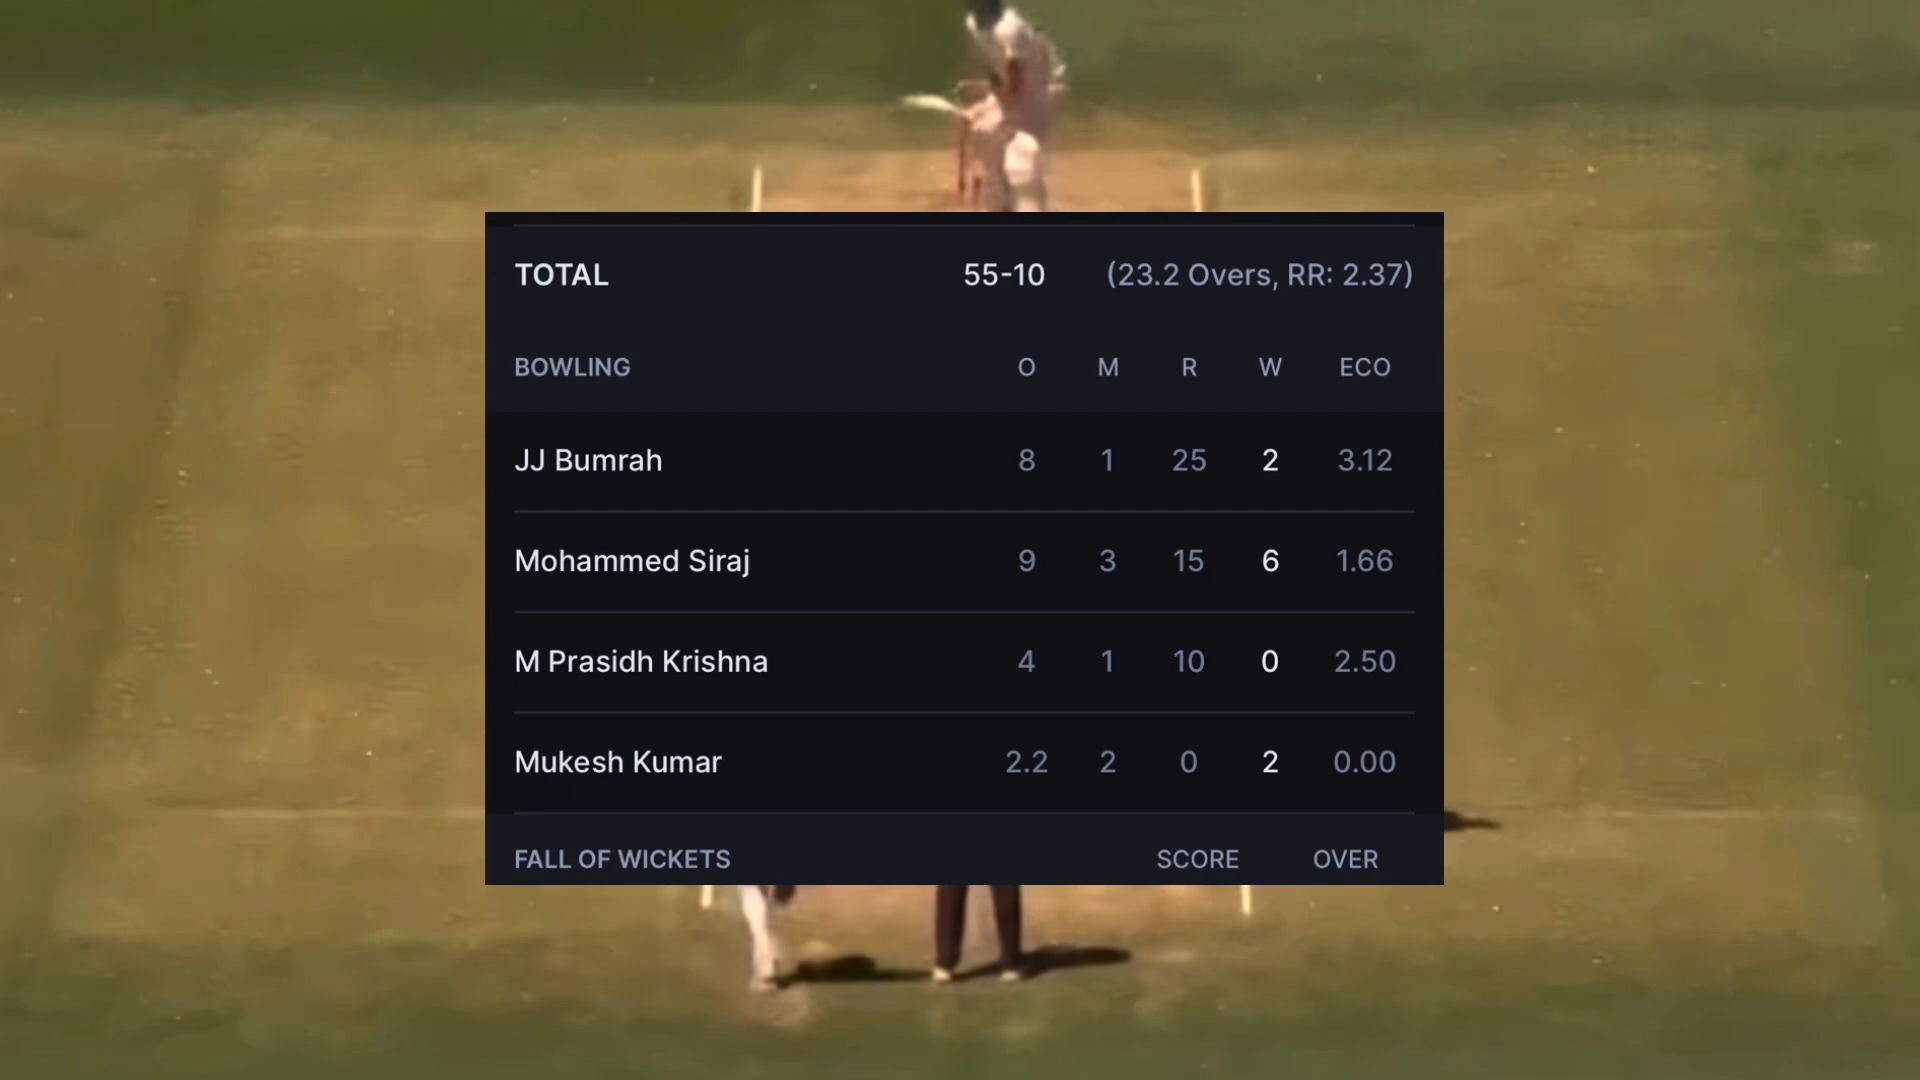 TOTAL 55-10 (23.2 Overs, RR: 2.37)
BOWLING O M R W ECO
JJ Bumrah 8 1 25 2 3.12
Mohammed Siraj 9 3 15 6 1.66
M Prasidh Krishna 4 1 10 0 2.50
Mukesh Kumar 2.2 2 0 2 0.00
FALL OF WICKETS SCORE OVER